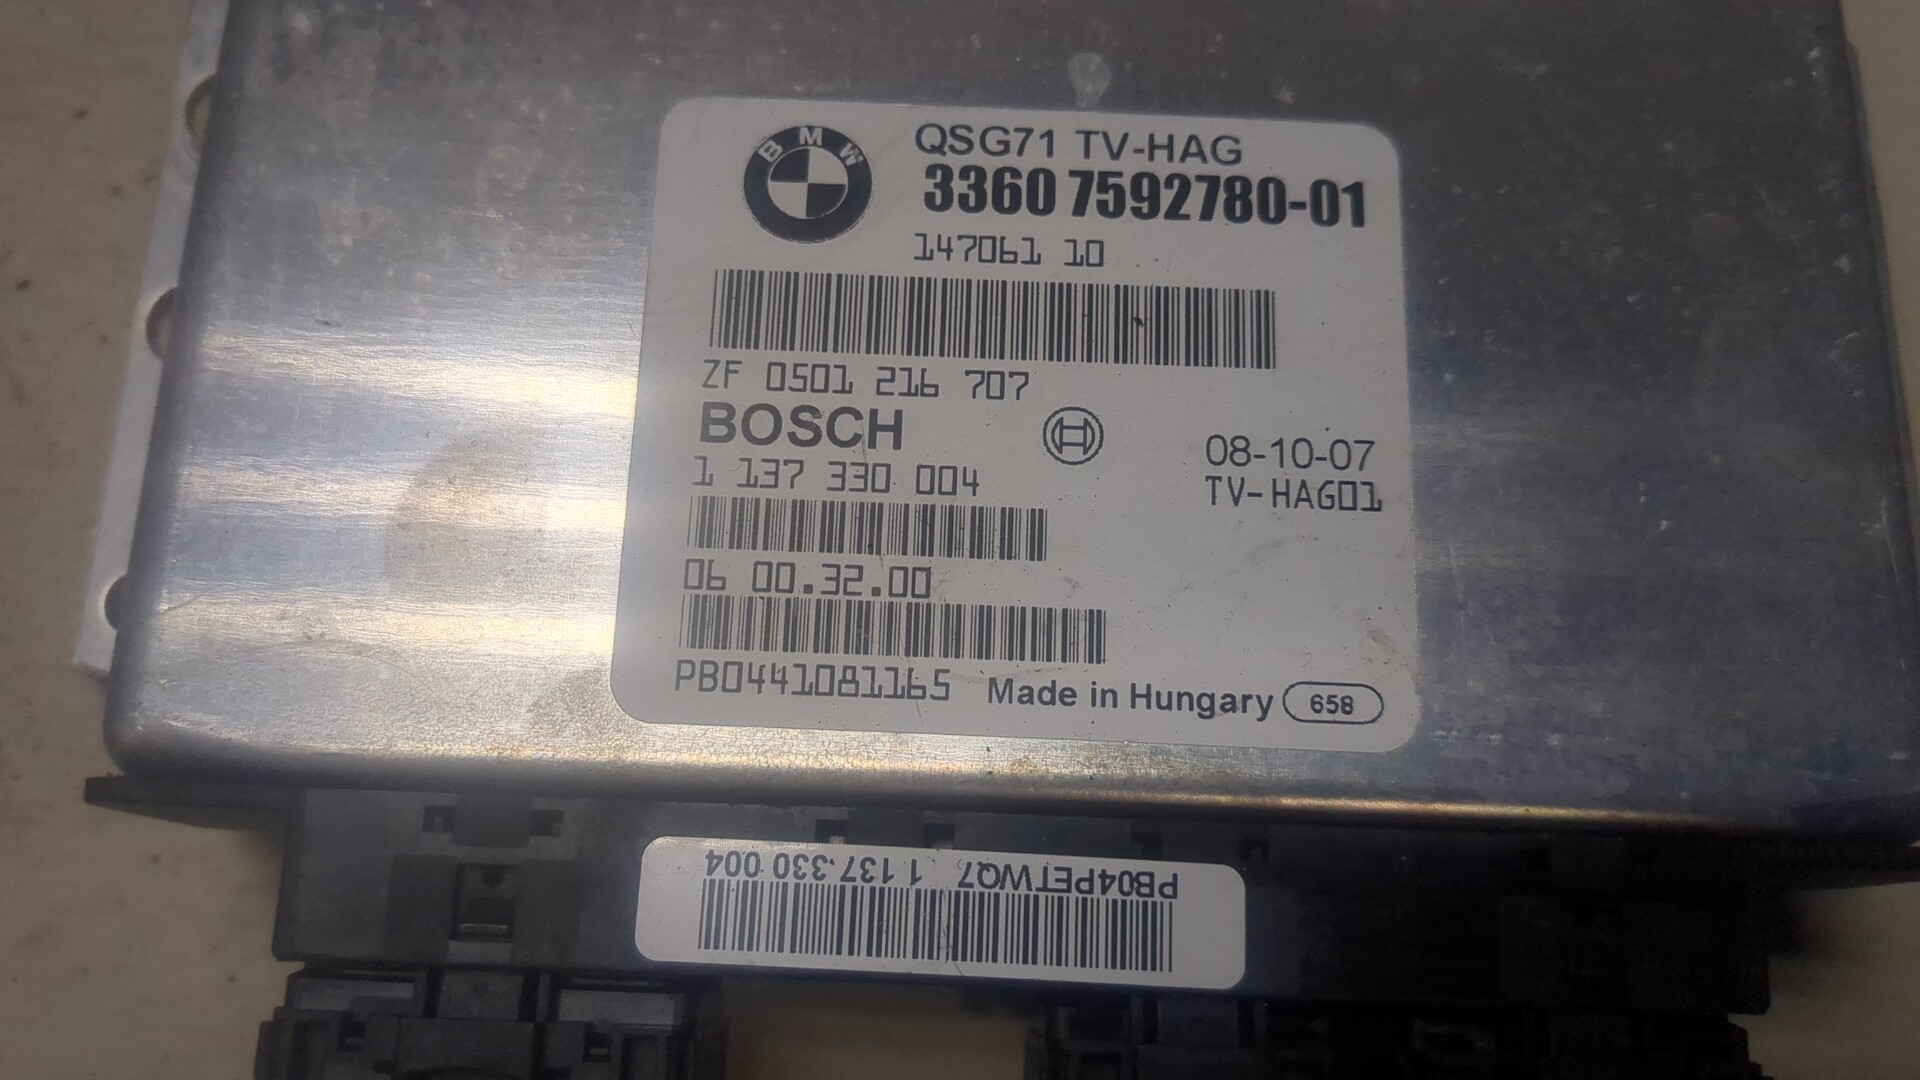 BMW
QSG71 TV-HAG
3360 7592780-01
147061 10
ZF 0501 216 707
BOSCH
1 137 330 004
08-10-07
TV-HAG01
06 00.32.00
PB0441081165
Made in Hungary 658
PB04PETWQ7 1 137.330 004